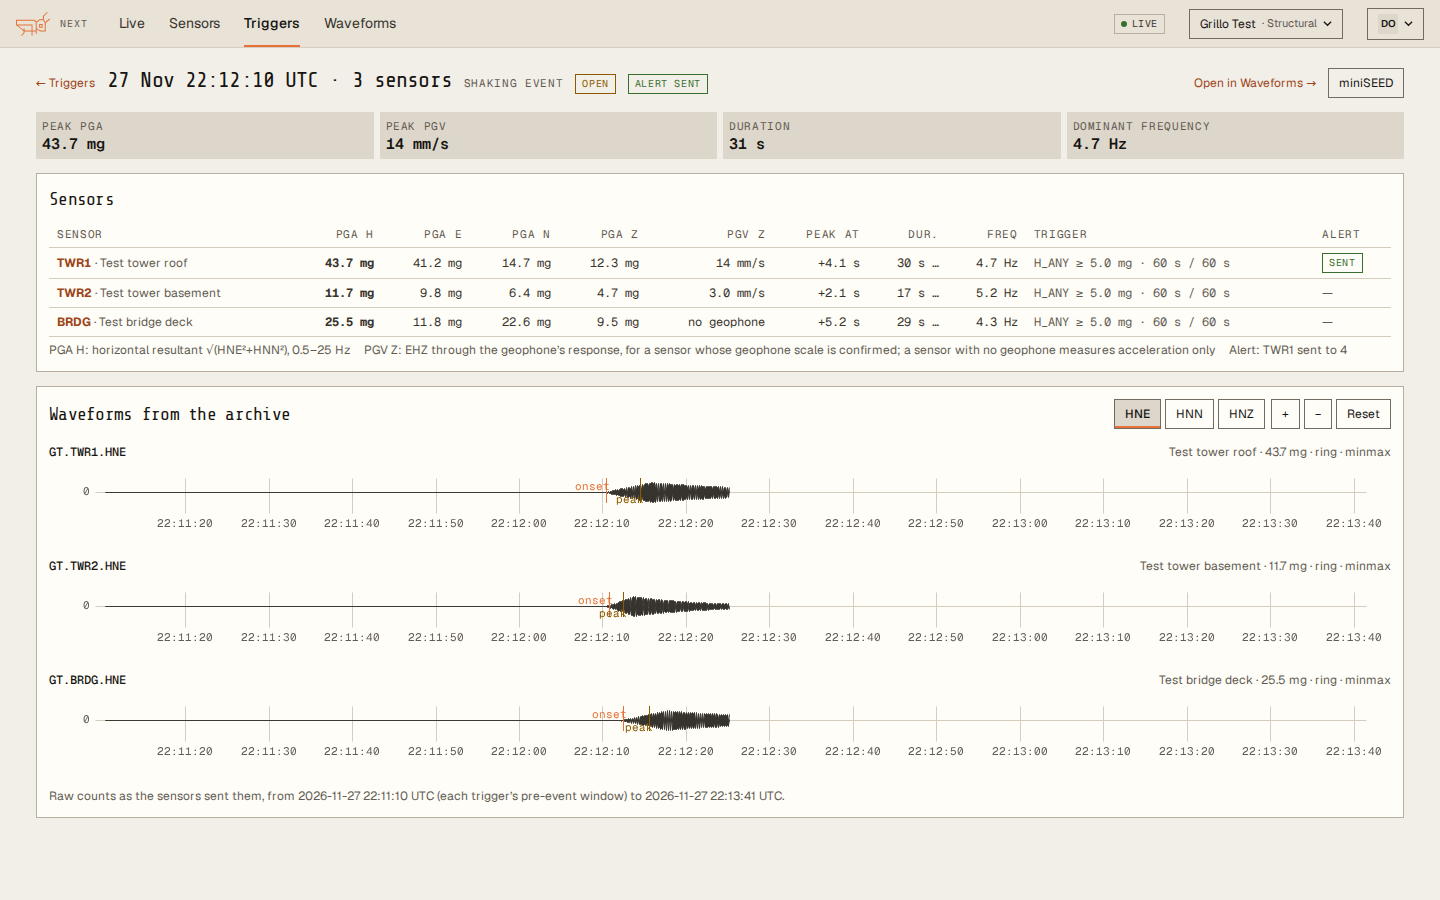 NEXT Live Sensors Triggers Waveforms LIVE Grillo Test · Structural DO
← Triggers 27 Nov 22:12:10 UTC · 3 sensors SHAKING EVENT OPEN ALERT SENT Open in Waveforms → miniSEED
PEAK PGA PEAK PGV DURATION DOMINANT FREQUENCY
43.7 mg 14 mm/s 31 s 4.7 Hz
Sensors
SENSOR PGA H PGA E PGA N PGA Z PGV Z PEAK AT DUR. FREQ TRIGGER ALERT
TWR1 · Test tower roof 43.7 mg 41.2 mg 14.7 mg 12.3 mg 14 mm/s +4.1 s 30 s … 4.7 Hz H_ANY ≥ 5.0 mg · 60 s / 60 s SENT
TWR2 · Test tower basement 11.7 mg 9.8 mg 6.4 mg 4.7 mg 3.0 mm/s +2.1 s 17 s … 5.2 Hz H_ANY ≥ 5.0 mg · 60 s / 60 s —
BRDG · Test bridge deck 25.5 mg 11.8 mg 22.6 mg 9.5 mg no geophone +5.2 s 29 s … 4.3 Hz H_ANY ≥ 5.0 mg · 60 s / 60 s —
PGA H: horizontal resultant √(HNE²+HNN²), 0.5–25 Hz PGV Z: EHZ through the geophone's response, for a sensor whose geophone scale is confirmed; a sensor with no geophone measures acceleration only Alert: TWR1 sent to 4
Waveforms from the archive HNE HNN HNZ + − Reset
GT.TWR1.HNE Test tower roof · 43.7 mg · ring · minmax
onset
0
peak
22:11:20 22:11:30 22:11:40 22:11:50 22:12:00 22:12:10 22:12:20 22:12:30 22:12:40 22:12:50 22:13:00 22:13:10 22:13:20 22:13:30 22:13:40
GT.TWR2.HNE Test tower basement · 11.7 mg · ring · minmax
onset
0
peak
22:11:20 22:11:30 22:11:40 22:11:50 22:12:00 22:12:10 22:12:20 22:12:30 22:12:40 22:12:50 22:13:00 22:13:10 22:13:20 22:13:30 22:13:40
GT.BRDG.HNE Test bridge deck · 25.5 mg · ring · minmax
onset
0
peak
22:11:20 22:11:30 22:11:40 22:11:50 22:12:00 22:12:10 22:12:20 22:12:30 22:12:40 22:12:50 22:13:00 22:13:10 22:13:20 22:13:30 22:13:40
Raw counts as the sensors sent them, from 2026-11-27 22:11:10 UTC (each trigger's pre-event window) to 2026-11-27 22:13:41 UTC.